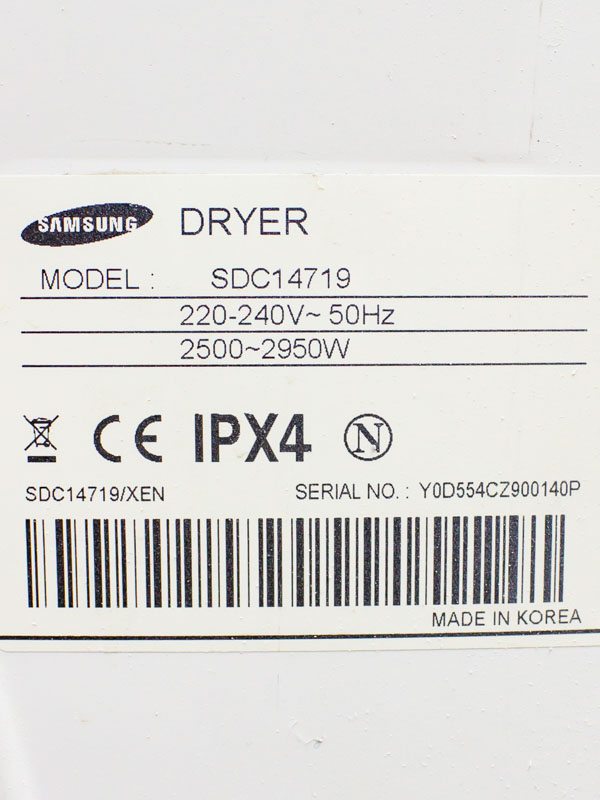 SAMSUNG DRYER
MODEL : SDC14719
220-240V~ 50Hz
2500~2950W
CE IPX4 N
SDC14719/XEN SERIAL NO. : Y0D554CZ900140P
MADE IN KOREA